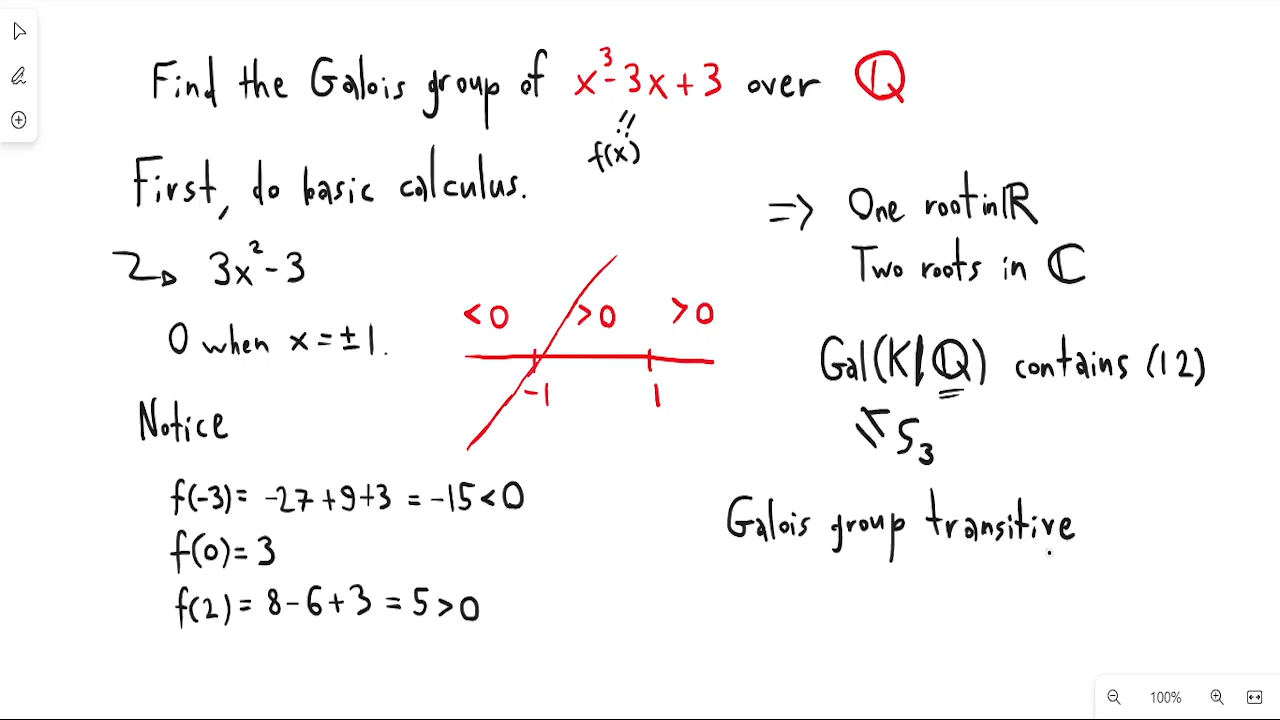 Find the Galois group of x³-3x+3 over ℚ
!!
f(x)
First, do basic calculus.
3x²-3
0 when x=±1.
Notice
f(-3)= -27+9+3 = -15<0
f(0)=3
f(2)= 8-6+3 = 5>0
<0 >0 >0
-1 1
=> One root in ℝ
Two roots in ℂ
Gal(K/ℚ) contains (12)
≤ S₃
Galois group transitive
100%